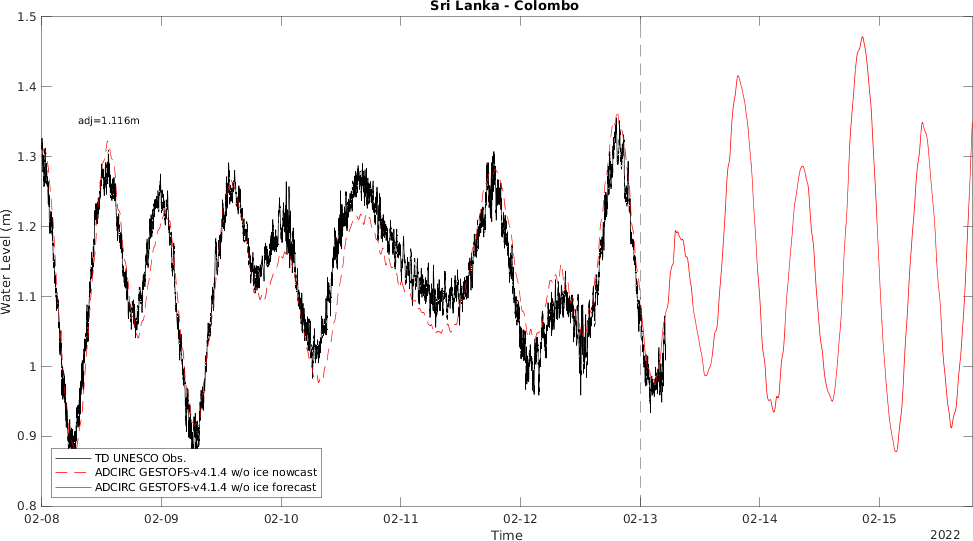 Sri Lanka - Colombo
1.5
1.4
adj=1.116m
1.3
1.2
Water Level (m)
1.1
1
0.9
TD UNESCO Obs.
ADCIRC GESTOFS-v4.1.4 w/o ice nowcast
ADCIRC GESTOFS-v4.1.4 w/o ice forecast
0.8
02-08 02-09 02-10 02-11 02-12 02-13 02-14 02-15
Time
2022